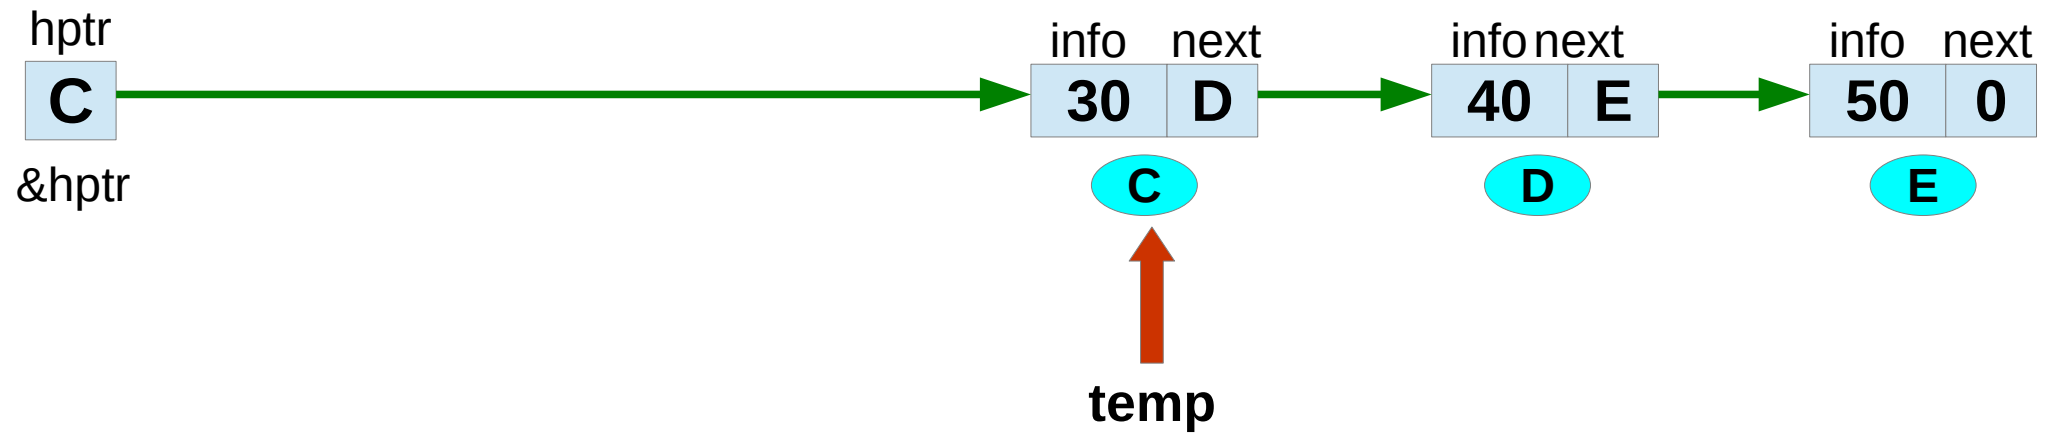 hptr
info next info next info next
C 30 D 40 E 50 0
&hptr C D E
temp